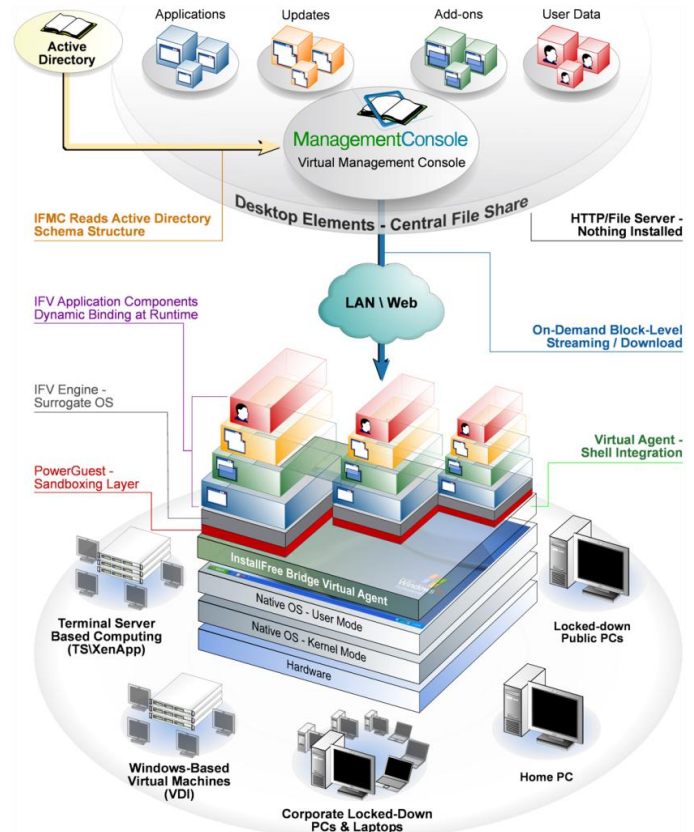 Applications
Updates
Add-ons
User Data
Active
Directory
ManagementConsole
Virtual Management Console
Desktop Elements - Central File Share
IFMC Reads Active Directory
Schema Structure
HTTP/File Server -
Nothing Installed
LAN \ Web
IFV Application Components
Dynamic Binding at Runtime
On-Demand Block-Level
Streaming / Download
IFV Engine -
Surrogate OS
Virtual Agent -
Shell Integration
PowerGuest -
Sandboxing Layer
InstallFree Bridge Virtual Agent
Windows
Native OS - User Mode
Native OS - Kernel Mode
Hardware
Terminal Server
Based Computing
(TS\XenApp)
Locked-down
Public PCs
Windows-Based
Virtual Machines
(VDI)
Home PC
Corporate Locked-Down
PCs & Laptops